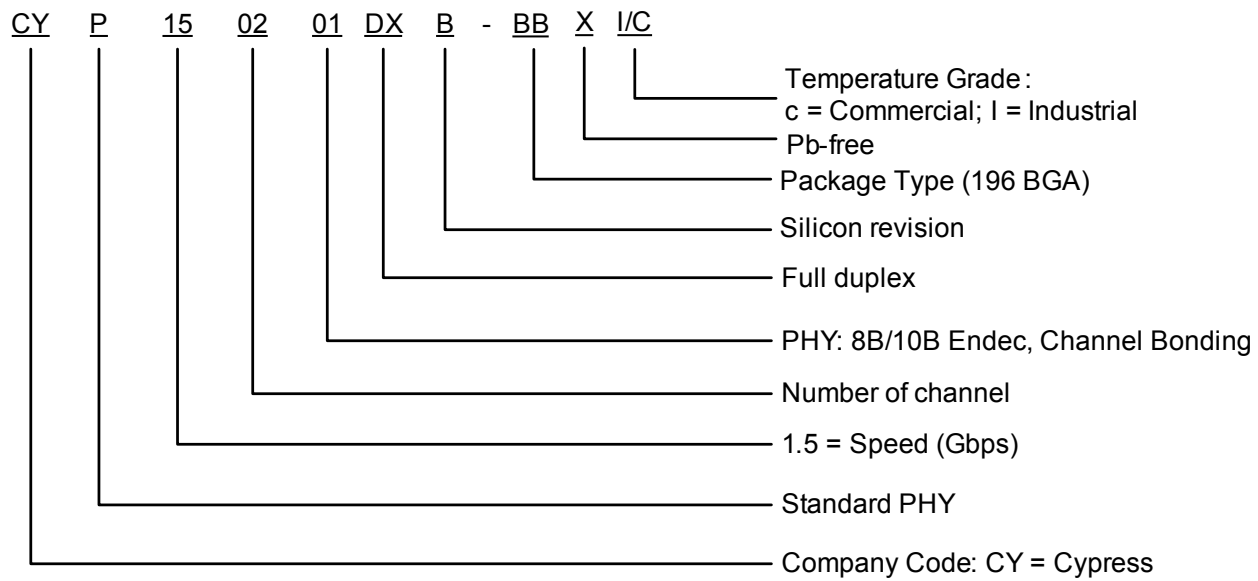 CY P 15 02 01 DX B - BB X I/C
Temperature Grade:
c = Commercial; I = Industrial
Pb-free
Package Type (196 BGA)
Silicon revision
Full duplex
PHY: 8B/10B Endec, Channel Bonding
Number of channel
1.5 = Speed (Gbps)
Standard PHY
Company Code: CY = Cypress